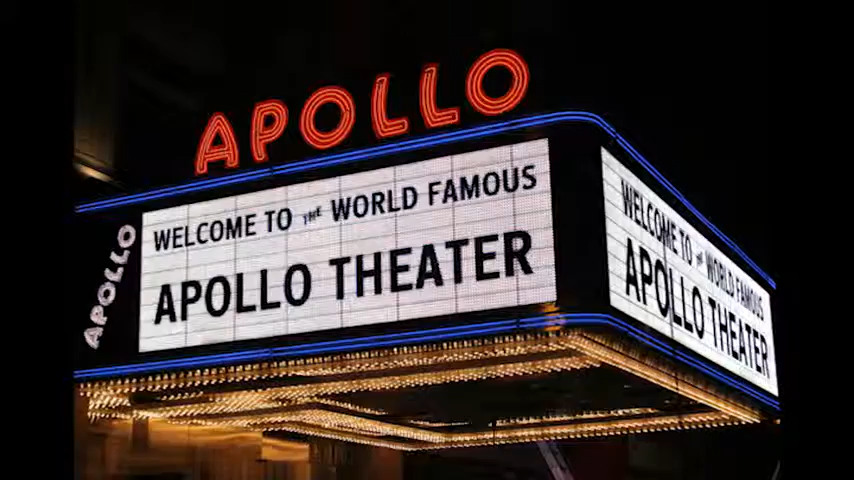 APOLLO
WELCOME TO THE WORLD FAMOUS
APOLLO THEATER
APOLLO
WELCOME TO THE WORLD FAMOUS
APOLLO THEATER